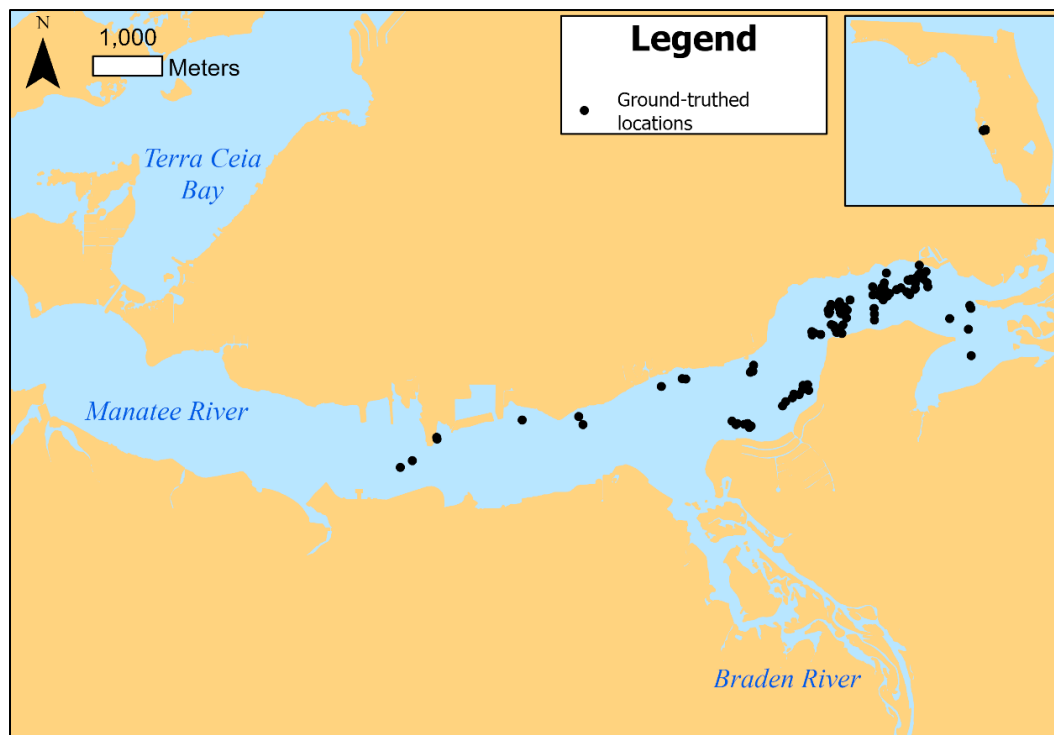 N
1,000
Meters
Legend
Ground-truthed
locations
Terra Ceia
Bay
Manatee River
Braden River